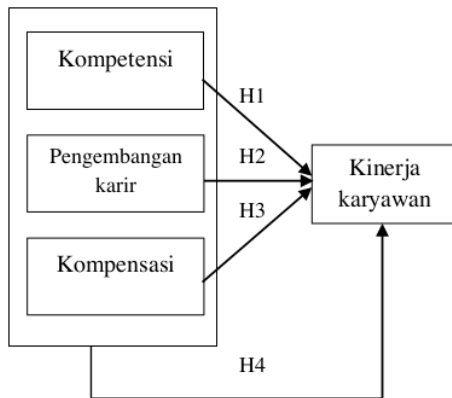 Kompetensi
H1
Pengembangan
karir
H2
Kinerja
karyawan
H3
Kompensasi
H4